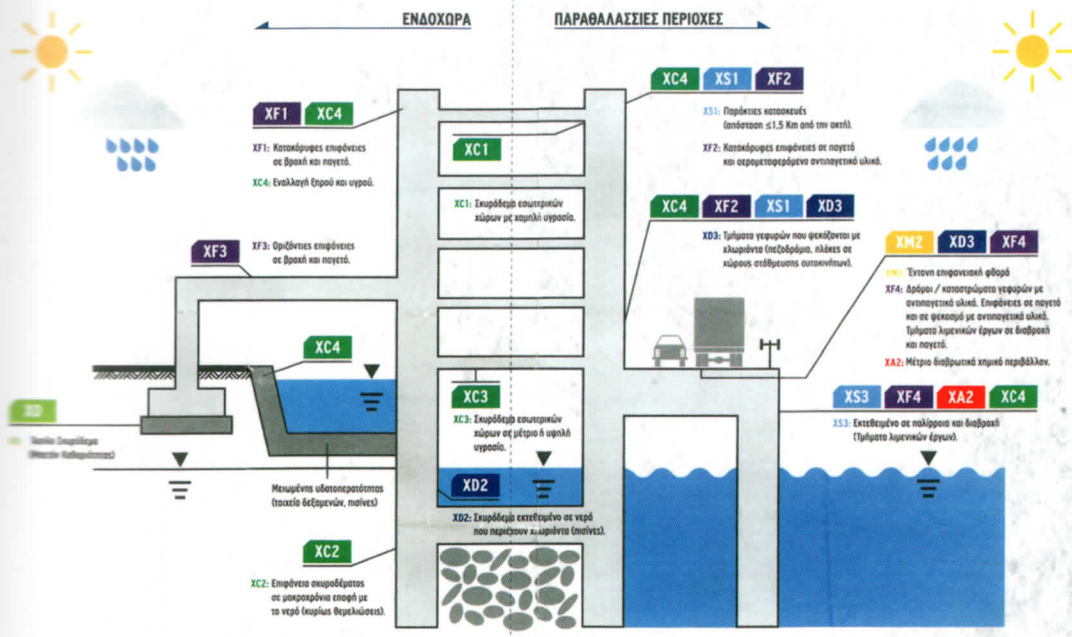 ΕΝΔΟΧΩΡΑ
ΠΑΡΑΘΑΛΑΣΣΙΕΣ ΠΕΡΙΟΧΕΣ
XF1 XC4
XF1: Κατακόρυφες επιφάνειες
σε βροχή και παγετό.
XC4: Εναλλαγή ξηρού και υγρού.
XC1
XC1: Σκυρόδεμα εσωτερικών
χώρων με χαμηλή υγρασία.
XC4 XS1 XF2
XS1: Παράκτιες κατασκευές
(απόσταση ≤1,5 Km από την ακτή).
XF2: Κατακόρυφες επιφάνειες σε παγετό
και αερομεταφερόμενα αντιπαγετικά υλικά.
XF3
XF3: Οριζόντιες επιφάνειες
σε βροχή και παγετό.
XC4 XF2 XS1 XD3
XD3: Τμήματα γεφυρών που ψεκάζονται με
χλωριόντα (πεζοδρόμια, πλάκες σε
χώρους στάθμευσης αυτοκινήτων).
XM2 XD3 XF4
XM2: Έντονη επιφανειακή φθορά
XF4: Δρόμοι / καταστρώματα γεφυρών με
αντιπαγετικά υλικά. Επιφάνειες σε παγετό
και σε ψεκασμό με αντιπαγετικά υλικά.
Τμήματα λιμενικών έργων σε διαβροχή
και παγετό.
XA2: Μέτριο διαβρωτικό χημικό περιβάλλον.
XC4
XC3
XC3: Σκυρόδεμα εσωτερικών
χώρων σε μέτρια ή υψηλή
υγρασία.
XS3 XF4 XA2 XC4
XS3: Εκτεθειμένο σε παλίρροια και διαβροχή
(Τμήματα λιμενικών έργων).
Σκυρόδεμα
Μειωμένης υδατοπερατότητας
(τοιχεία δεξαμενών, πισίνες)
XD2
XD2: Σκυρόδεμα εκτεθειμένο σε νερό
που περιέχουν χλωριόντα (πισίνες).
XC2
XC2: Επιφάνεια σκυροδέματος
σε μακροχρόνια επαφή με
το νερό (κυρίως θεμελιώσεις).